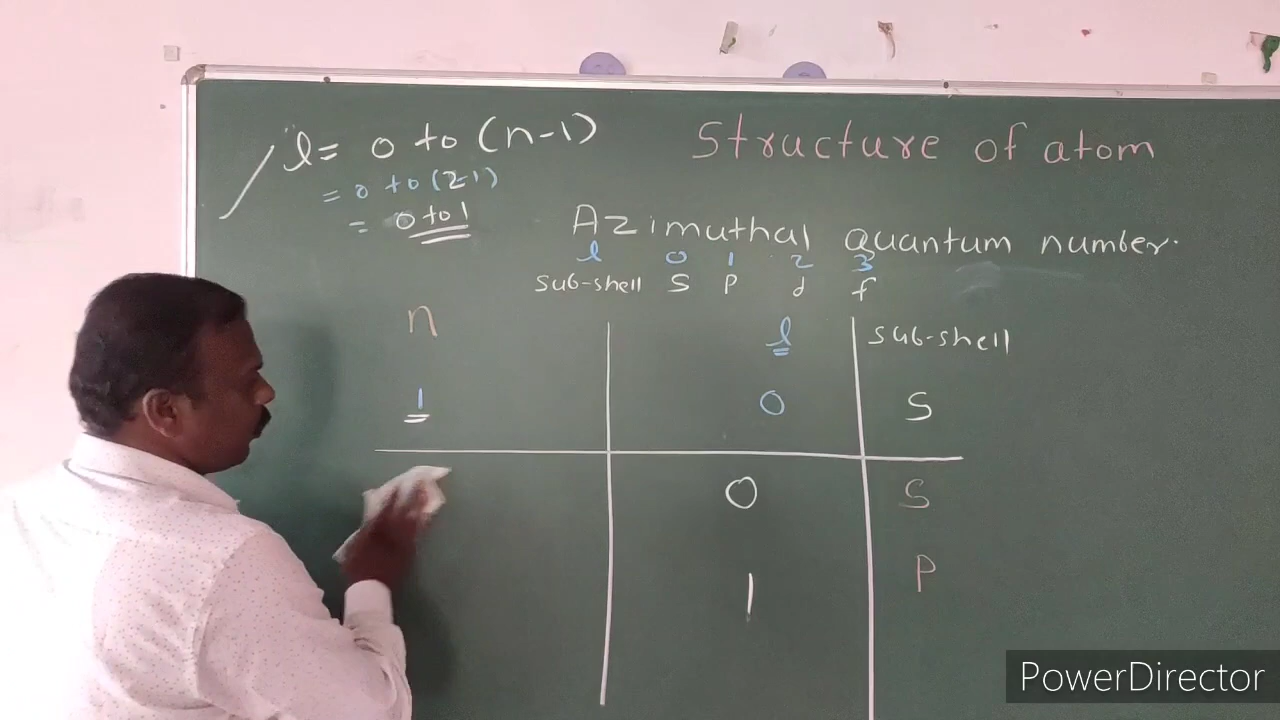 l = 0 to (n-1)
= 0 to (2-1)
= 0 to 1
Structure of atom
Azimuthal quantum number.
l 0 1 2 3
sub-shell s p d f
n l sub-shell
1 0 s
0 s
1 p
PowerDirector